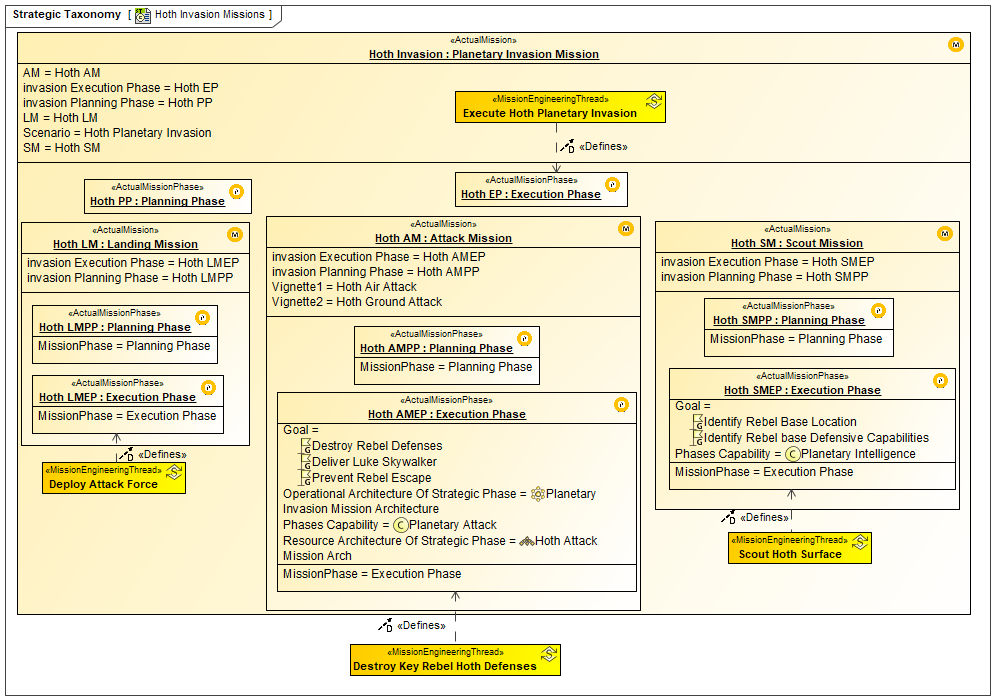 Strategic Taxonomy [ Hoth Invasion Missions ]
«ActualMission»
Hoth Invasion : Planetary Invasion Mission
M
AM = Hoth AM
invasion Execution Phase = Hoth EP
invasion Planning Phase = Hoth PP
LM = Hoth LM
Scenario = Hoth Planetary Invasion
SM = Hoth SM
«MissionEngineeringThread»
Execute Hoth Planetary Invasion
S
D «Defines»
«ActualMissionPhase»
Hoth PP : Planning Phase
P
«ActualMissionPhase»
Hoth EP : Execution Phase
P
«ActualMission»
Hoth LM : Landing Mission
M
invasion Execution Phase = Hoth LMEP
invasion Planning Phase = Hoth LMPP
«ActualMissionPhase»
Hoth LMPP : Planning Phase
P
MissionPhase = Planning Phase
«ActualMissionPhase»
Hoth LMEP : Execution Phase
P
MissionPhase = Execution Phase
D «Defines»
«MissionEngineeringThread»
Deploy Attack Force
S
«ActualMission»
Hoth AM : Attack Mission
M
invasion Execution Phase = Hoth AMEP
invasion Planning Phase = Hoth AMPP
Vignette1 = Hoth Air Attack
Vignette2 = Hoth Ground Attack
«ActualMissionPhase»
Hoth AMPP : Planning Phase
P
MissionPhase = Planning Phase
«ActualMissionPhase»
Hoth AMEP : Execution Phase
P
Goal =
G Destroy Rebel Defenses
G Deliver Luke Skywalker
G Prevent Rebel Escape
Operational Architecture Of Strategic Phase = Planetary
Invasion Mission Architecture
Phases Capability = C Planetary Attack
Resource Architecture Of Strategic Phase = Hoth Attack
Mission Arch
MissionPhase = Execution Phase
D «Defines»
«MissionEngineeringThread»
Destroy Key Rebel Hoth Defenses
S
«ActualMission»
Hoth SM : Scout Mission
M
invasion Execution Phase = Hoth SMEP
invasion Planning Phase = Hoth SMPP
«ActualMissionPhase»
Hoth SMPP : Planning Phase
P
MissionPhase = Planning Phase
«ActualMissionPhase»
Hoth SMEP : Execution Phase
P
Goal =
G Identify Rebel Base Location
G Identify Rebel base Defensive Capabilities
Phases Capability = C Planetary Intelligence
MissionPhase = Execution Phase
D «Defines»
«MissionEngineeringThread»
Scout Hoth Surface
S